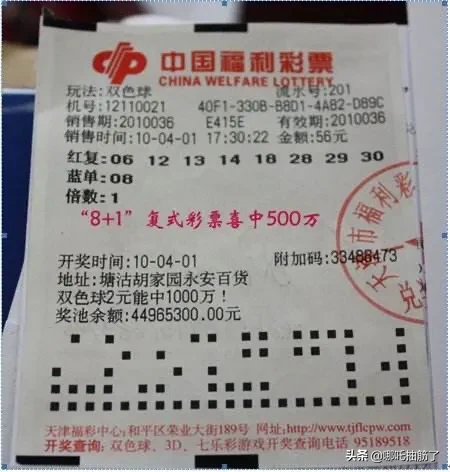 中国福利彩票
CHINA WELFARE LOTTERY
玩法:双色球 流水号:201
机号:12110021 40F1-330B-B8D1-4A82-D89C
销售期:2010036 E415E 有效期:2010036
销售时间:10-04-01 17:30:22 金额:56元
红复:06 12 13 14 18 28 29 30
蓝单:08
倍数:1
“8+1”复式彩票喜中500万
开奖时间:10-04-01 附加码:33486473
地址:塘沽胡家园永安百货
双色球2元能中1000万!
奖池余额:44965300.00元
天津福彩中心:和平区荣业大街189号 网址:http://www.tjflcpw.com
开奖查询:双色球、3D、七乐彩游戏开奖查询电话 95189518
市福利彩
兑
头条 @哪吒抽筋了